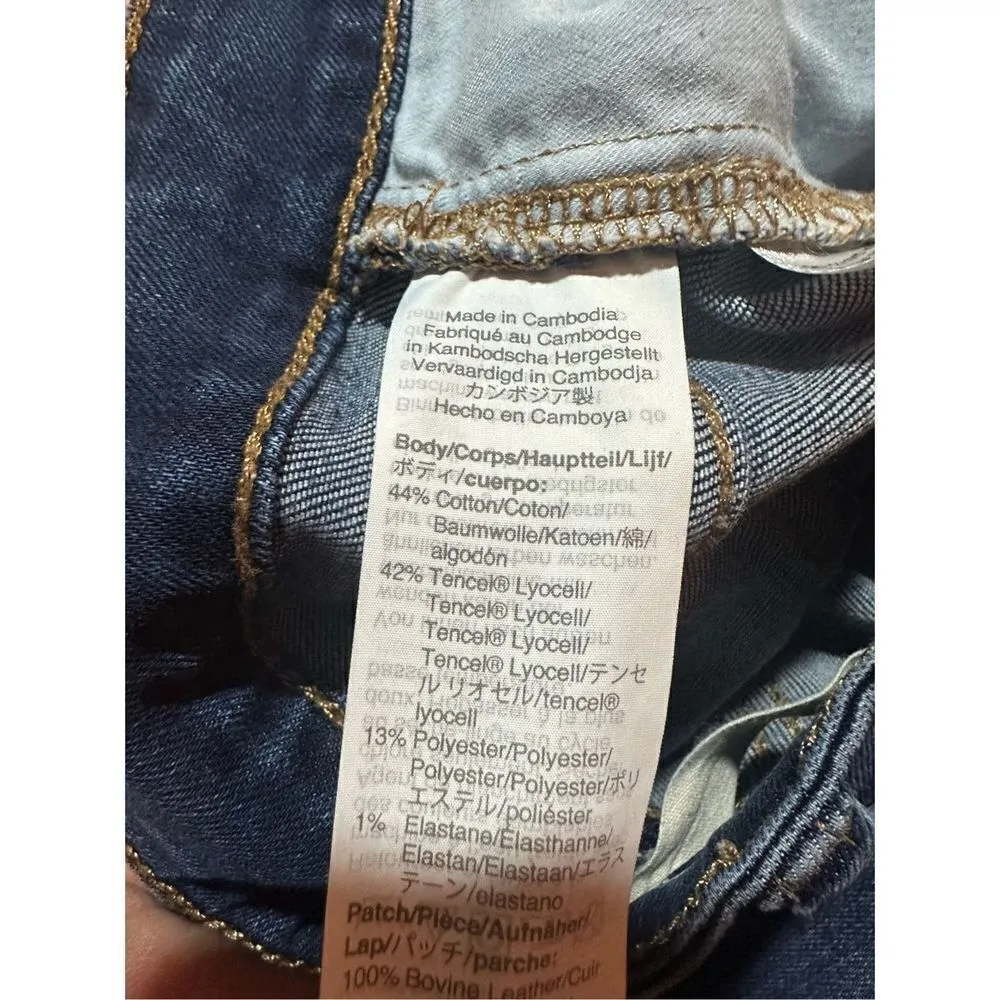 Made in Cambodia
Fabriqué au Cambodge
in Kambodscha Hergestellt
Vervaardigd in Cambodja
カンボジア製
Hecho en Camboya
Body/Corps/Hauptteil/Lijf/
ボディ/cuerpo:
44% Cotton/Coton/
Baumwolle/Katoen/綿/
algodón
42% Tencel® Lyocell/
Tencel® Lyocell/
Tencel® Lyocell/
Tencel® Lyocell/テンセ
ル リオセル/tencel®
lyocell
13% Polyester/Polyester/
Polyester/Polyester/ポリ
エステル/poliéster
1% Elastane/Élasthanne/
Elastan/Elastaan/エラス
テーン/elastano
Patch/Pièce/Aufnäher/
Lap/パッチ/parche:
100% Bovine Leather/Cuir